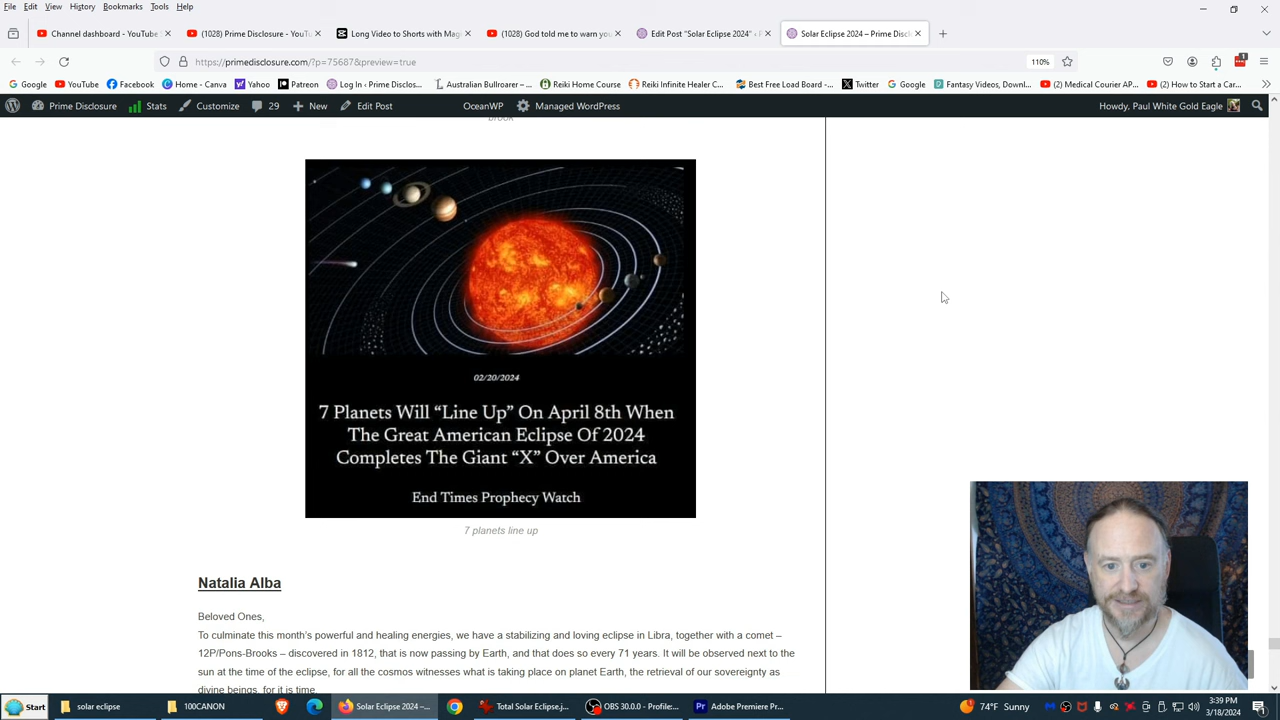 File Edit View History Bookmarks Tools Help
Channel dashboard - YouTube
(1028) Prime Disclosure - YouTu
Long Video to Shorts with Mag
(1028) God told me to warn you
Edit Post "Solar Eclipse 2024" ‹
Solar Eclipse 2024 – Prime Disc
https://primedisclosure.com/?p=75687&preview=true
110%
1
Google YouTube Facebook Home - Canva Yahoo Patreon Log In ‹ Prime Disclos... Australian Bullroarer –... Reiki Home Course Reiki Infinite Healer C... Best Free Load Board -... Twitter Google Fantasy Videos, Downl... (2) Medical Courier AP... (2) How to Start a Car...
Prime Disclosure Stats Customize 29 New Edit Post OceanWP Managed WordPress Howdy, Paul White Gold Eagle
brook
02/20/2024
7 Planets Will “Line Up” On April 8th When
The Great American Eclipse Of 2024
Completes The Giant “X” Over America
End Times Prophecy Watch
7 planets line up
Natalia Alba
Beloved Ones,
To culminate this month’s powerful and healing energies, we have a stabilizing and loving eclipse in Libra, together with a comet –
12P/Pons-Brooks – discovered in 1812, that is now passing by Earth, and that does so every 71 years. It will be observed next to the
sun at the time of the eclipse, for all the cosmos witnesses what is taking place on planet Earth, the retrieval of our sovereignty as
divine beings, for it is time.
Start solar eclipse 100CANON Solar Eclipse 2024 –... Total Solar Eclipse.j... OBS 30.0.0 - Profile:... Adobe Premiere Pro... 74°F Sunny 3:39 PM
3/18/2024